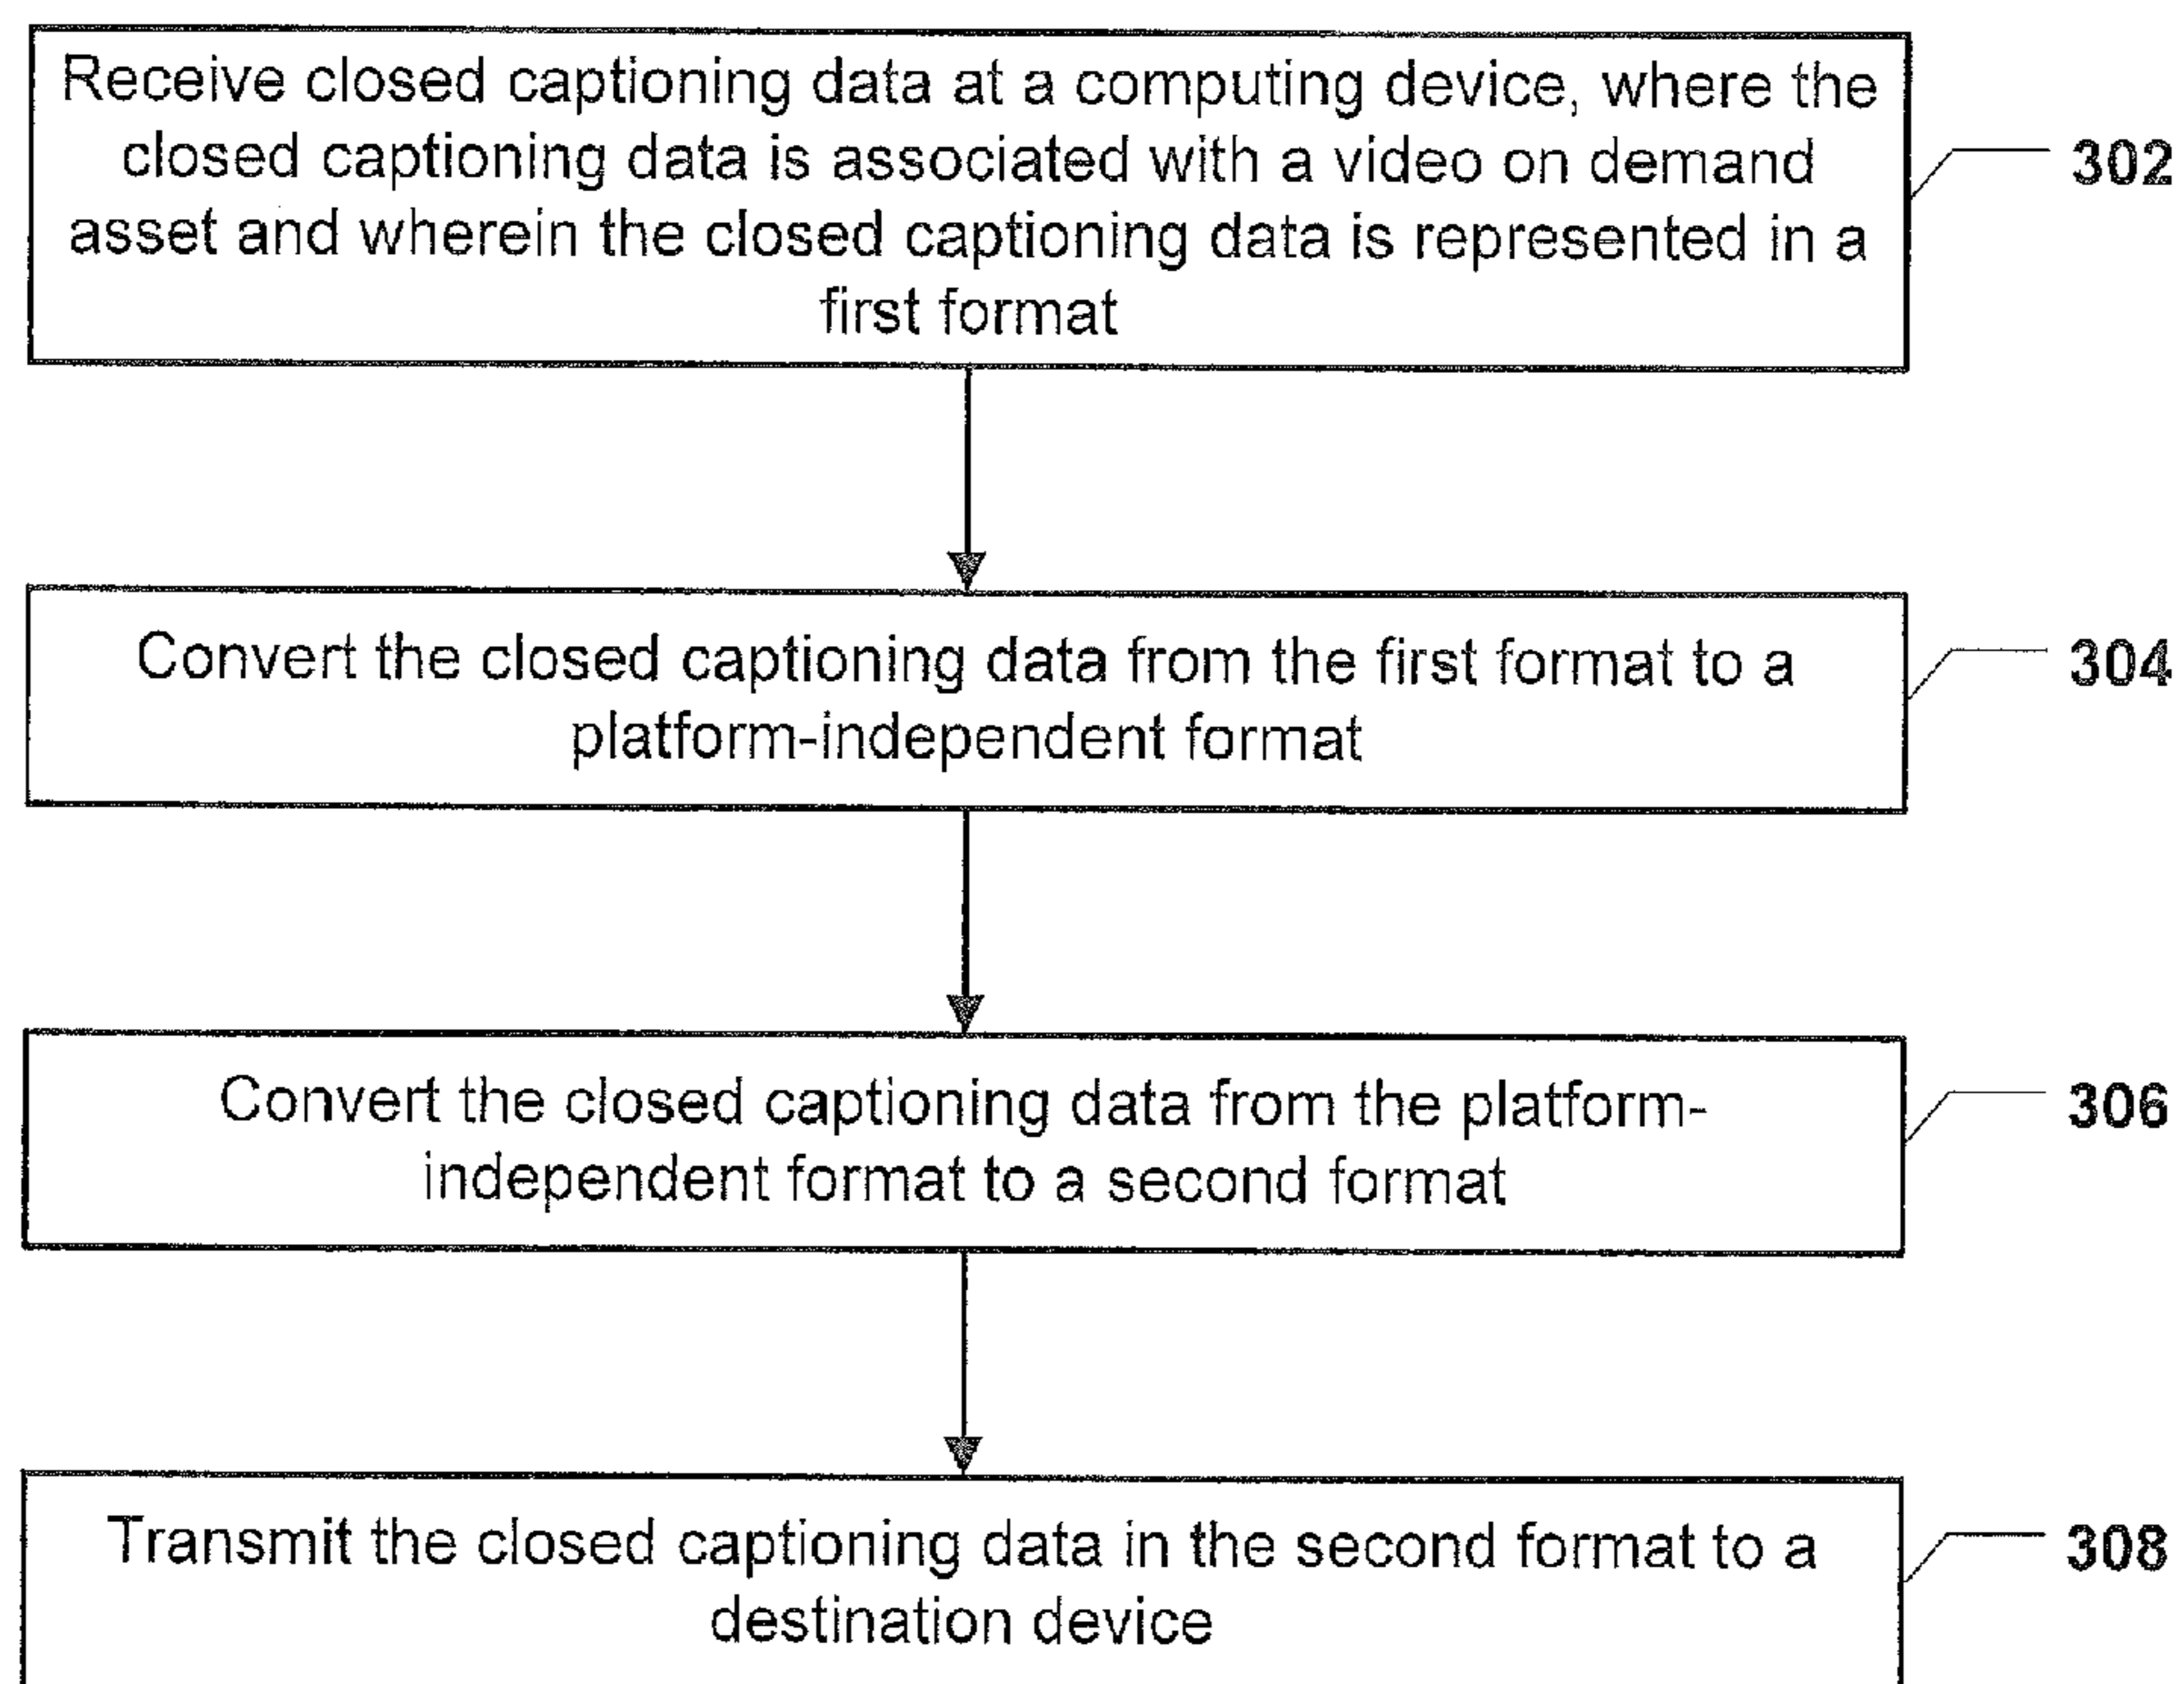 Receive closed captioning data at a computing device, where the
closed captioning data is associated with a video on demand
asset and wherein the closed captioning data is represented in a
first format
302
Convert the closed captioning data from the first format to a
platform-independent format
304
Convert the closed captioning data from the platform-
independent format to a second format
306
Transmit the closed captioning data in the second format to a
destination device
308